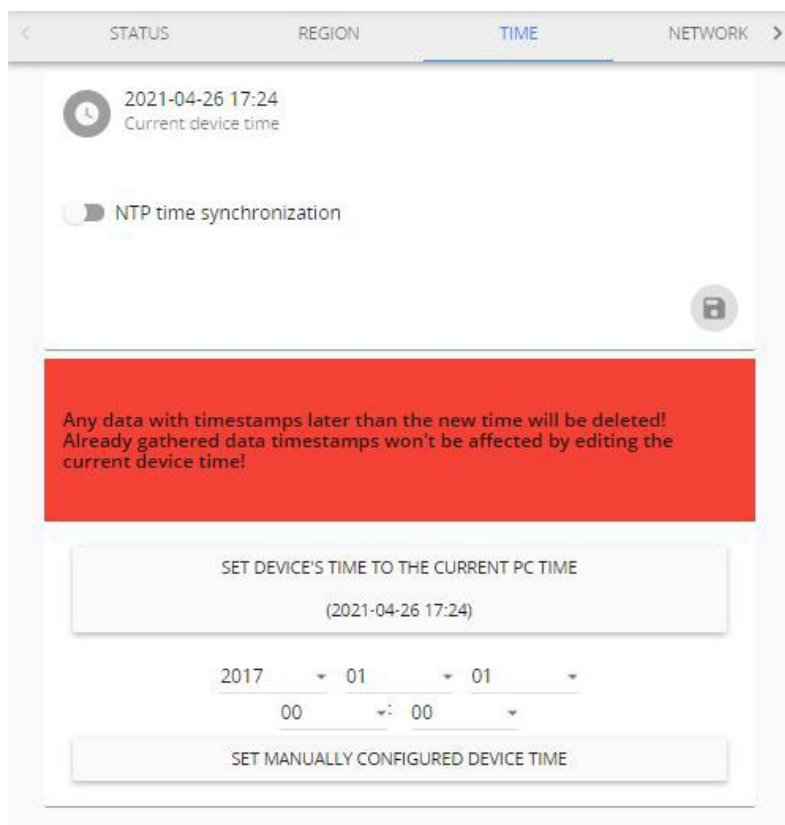 STATUS REGION TIME NETWORK
2021-04-26 17:24
Current device time
NTP time synchronization
Any data with timestamps later than the new time will be deleted!
Already gathered data timestamps won't be affected by editing the
current device time!
SET DEVICE'S TIME TO THE CURRENT PC TIME
(2021-04-26 17:24)
2017 01 01
00 : 00
SET MANUALLY CONFIGURED DEVICE TIME